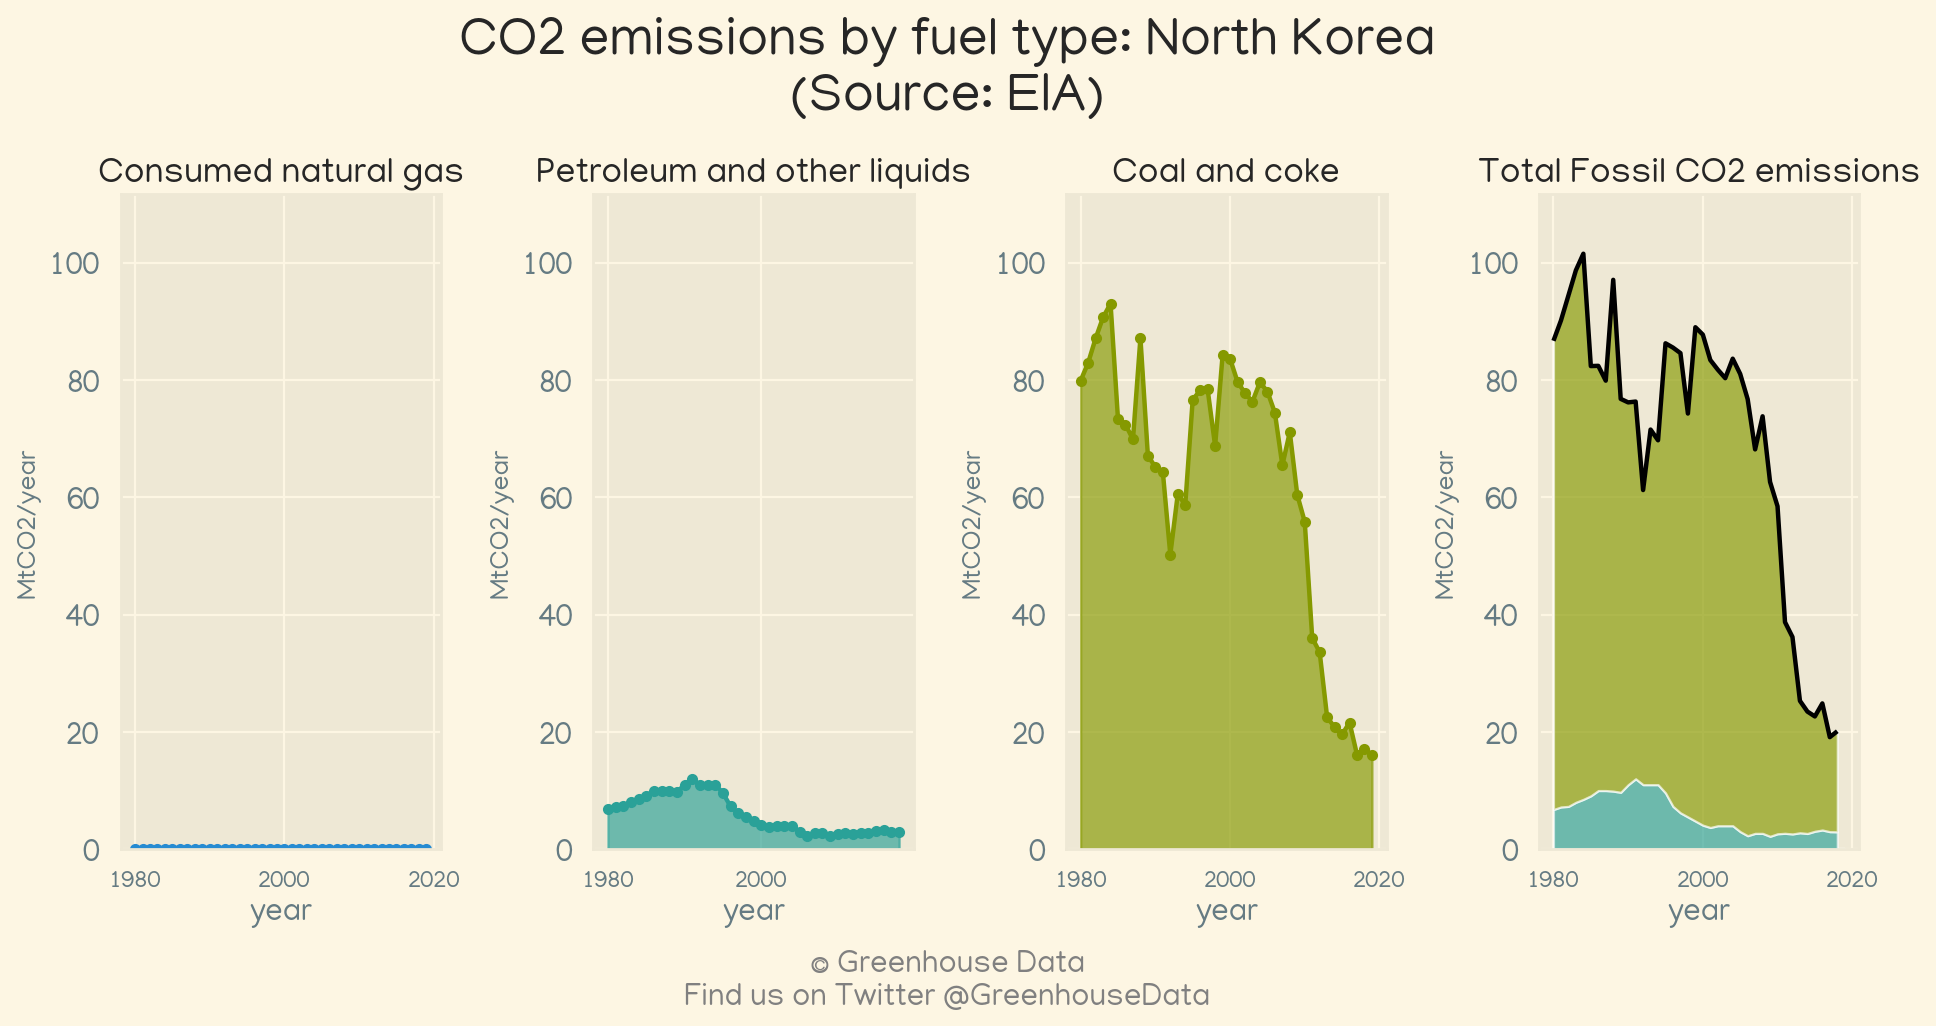 CO2 emissions by fuel type: North Korea
(Source: EIA)
Consumed natural gas
Petroleum and other liquids
Coal and coke
Total Fossil CO2 emissions
MtCO2/year
100
80
60
40
20
0
1980 2000 2020
year
MtCO2/year
100
80
60
40
20
0
1980 2000
year
MtCO2/year
100
80
60
40
20
0
1980 2000 2020
year
MtCO2/year
100
80
60
40
20
0
1980 2000 2020
year
© Greenhouse Data
Find us on Twitter @GreenhouseData